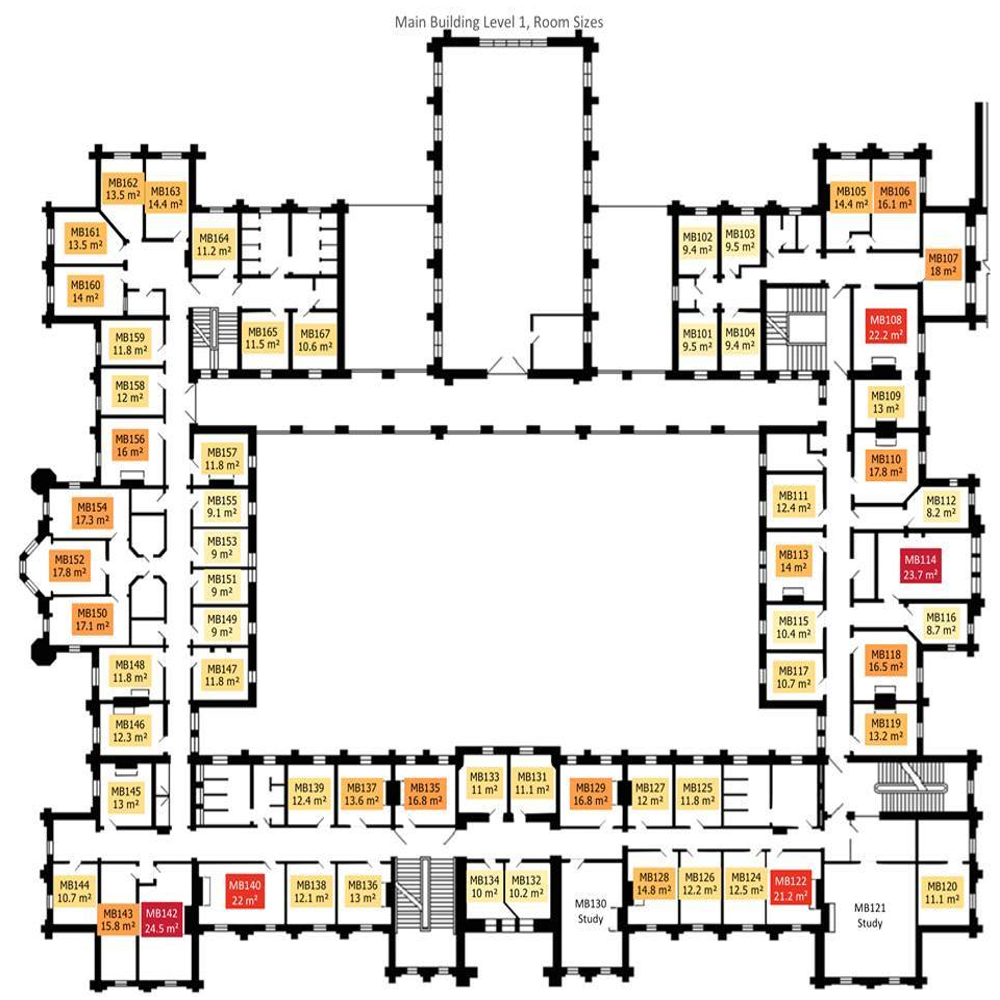 Main Building Level 1, Room Sizes
MB162
13.5 m²
MB163
14.4 m²
MB105
14.4 m²
MB106
16.1 m²
MB161
13.5 m²
MB164
11.2 m²
MB102
9.4 m²
MB103
9.5 m²
MB107
18 m²
MB160
14 m²
MB159
11.8 m²
MB165
11.5 m²
MB167
10.6 m²
MB101
9.5 m²
MB104
9.4 m²
MB108
22.2 m²
MB158
12 m²
MB109
13 m²
MB156
16 m²
MB157
11.8 m²
MB110
17.8 m²
MB154
17.3 m²
MB155
9.1 m²
MB111
12.4 m²
MB112
8.2 m²
MB152
17.8 m²
MB153
9 m²
MB113
14 m²
MB114
23.7 m²
MB151
9 m²
MB150
17.1 m²
MB149
9 m²
MB115
10.4 m²
MB116
8.7 m²
MB148
11.8 m²
MB147
11.8 m²
MB117
10.7 m²
MB118
16.5 m²
MB146
12.3 m²
MB119
13.2 m²
MB145
13 m²
MB139
12.4 m²
MB137
13.6 m²
MB135
16.8 m²
MB133
11 m²
MB131
11.1 m²
MB129
16.8 m²
MB127
12 m²
MB125
11.8 m²
MB144
10.7 m²
MB143
15.8 m²
MB142
24.5 m²
MB140
22 m²
MB138
12.1 m²
MB136
13 m²
MB134
10 m²
MB132
10.2 m²
MB130
Study
MB128
14.8 m²
MB126
12.2 m²
MB124
12.5 m²
MB122
21.2 m²
MB121
Study
MB120
11.1 m²